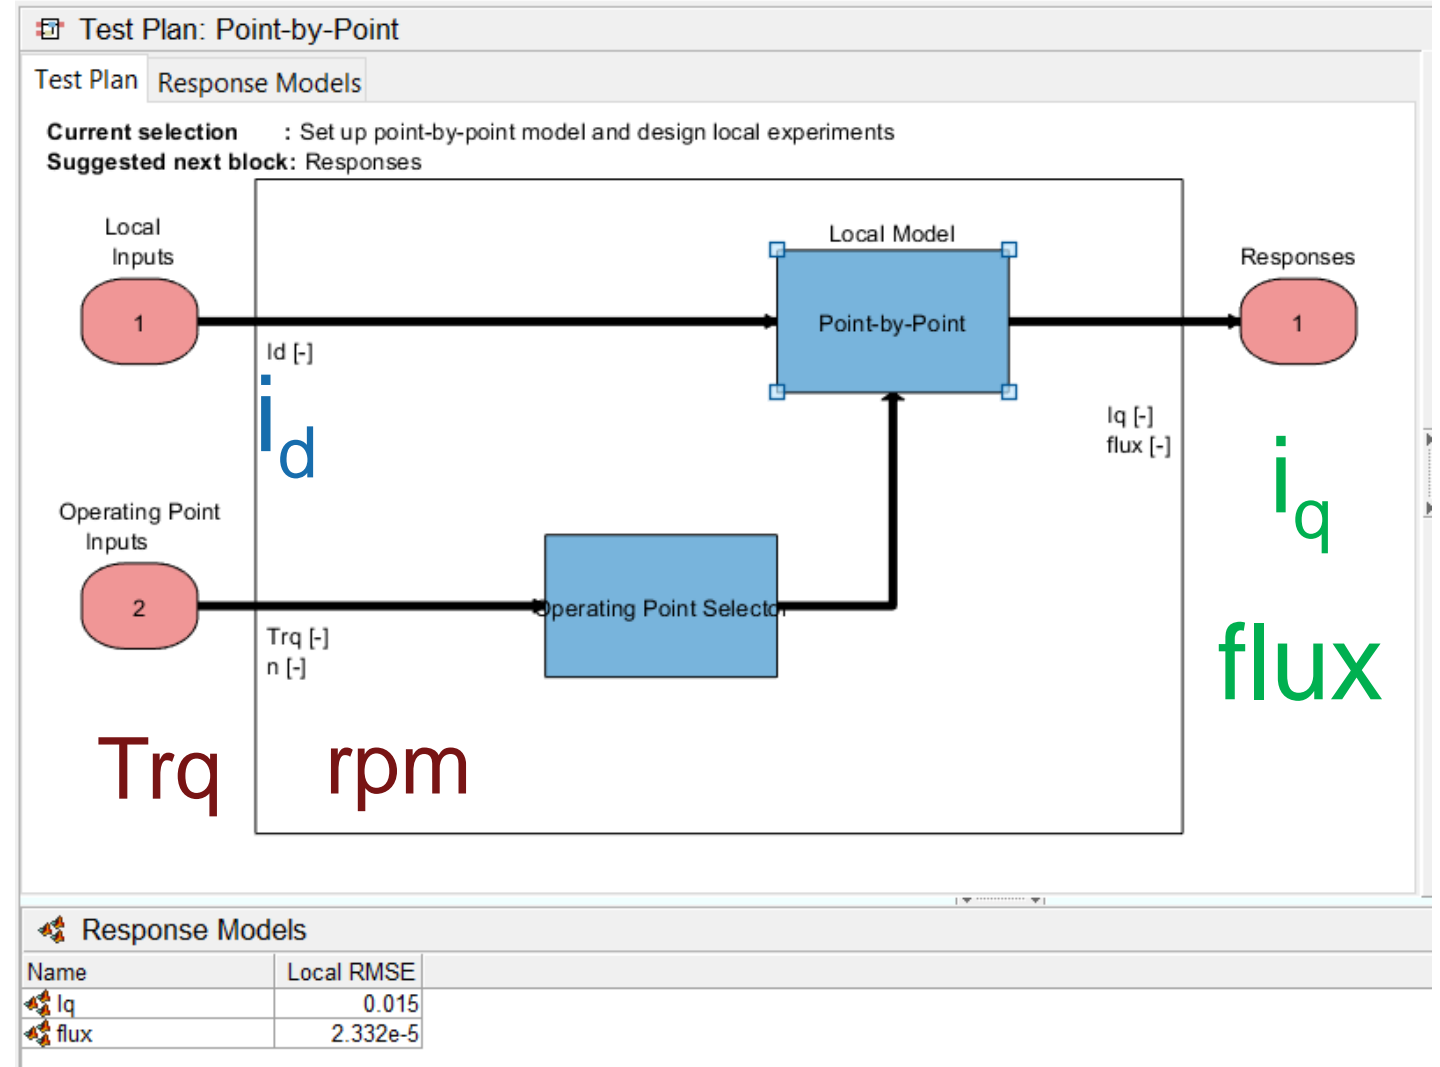 Test Plan: Point-by-Point
Test Plan
Response Models
Current selection : Set up point-by-point model and design local experiments
Suggested next block: Responses
Local
Inputs
1
Id [-]
id
Local Model
Point-by-Point
Responses
1
Iq [-]
flux [-]
iq
flux
Operating Point
Inputs
2
Trq [-]
n [-]
Operating Point Selector
Trq rpm
Response Models
Name Local RMSE
Iq 0.015
flux 2.332e-5